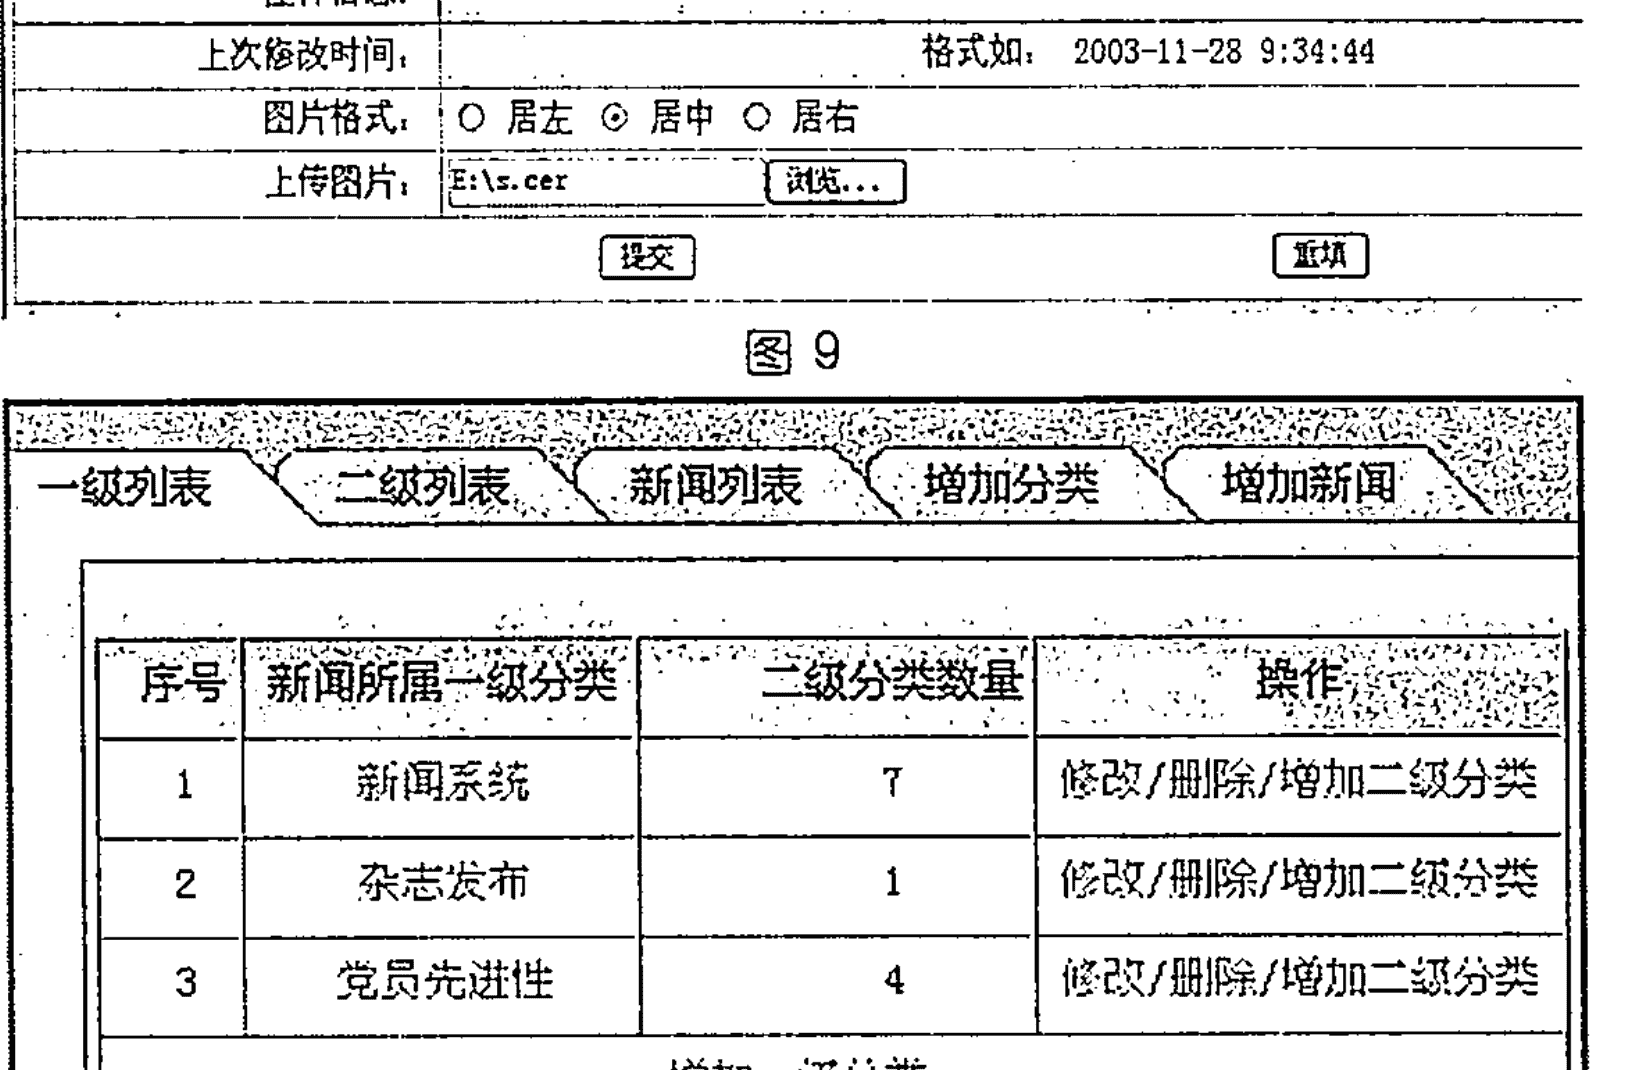 上次修改时间： 格式如： 2003-11-28 9:34:44
图片格式： 居左 居中 居右
上传图片： E:\s.cer 浏览...
提交 重填
图 9
一级列表 二级列表 新闻列表 增加分类 增加新闻
序号 新闻所属一级分类 二级分类数量 操作
1 新闻系统 7 修改/删除/增加二级分类
2 杂志发布 1 修改/删除/增加二级分类
3 党员先进性 4 修改/删除/增加二级分类